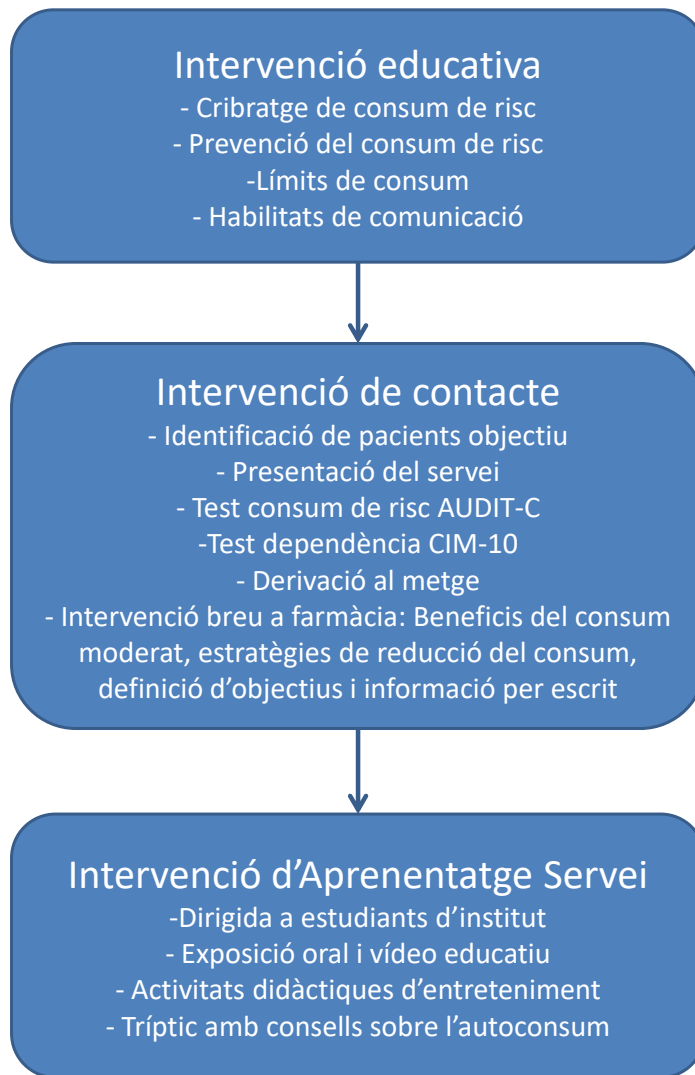 Intervenció educativa
- Cribratge de consum de risc
- Prevenció del consum de risc
-Límits de consum
- Habilitats de comunicació
Intervenció de contacte
- Identificació de pacients objectiu
- Presentació del servei
- Test consum de risc AUDIT-C
-Test dependència CIM-10
- Derivació al metge
- Intervenció breu a farmàcia: Beneficis del consum
moderat, estratègies de reducció del consum,
definició d’objectius i informació per escrit
Intervenció d’Aprenentatge Servei
-Dirigida a estudiants d’institut
- Exposició oral i vídeo educatiu
- Activitats didàctiques d’entreteniment
- Tríptic amb consells sobre l’autoconsum